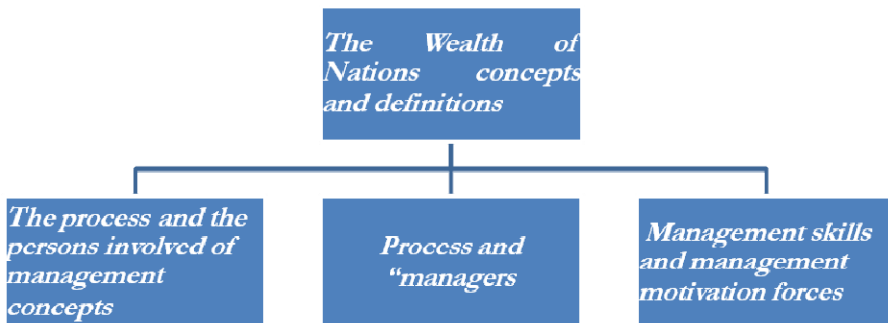 The Wealth of
Nations concepts
and definitions
The process and the
persons involved of
management
concepts
Process and
“managers
Management skills
and management
motivation forces